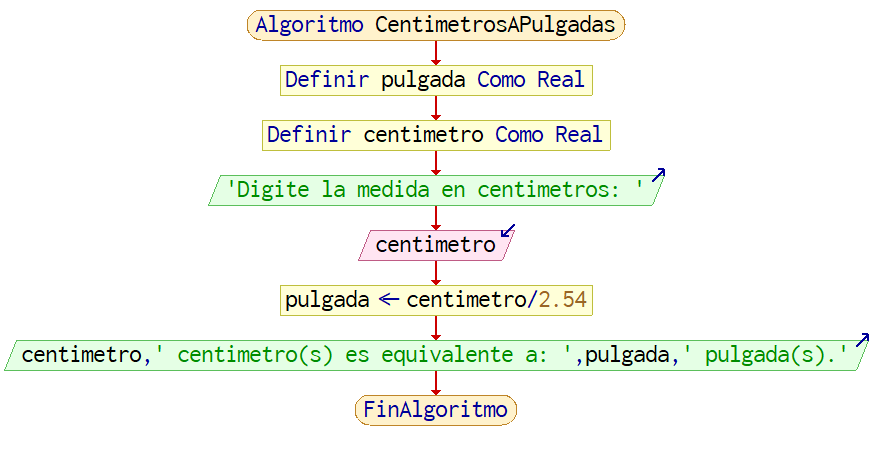 Algoritmo CentimetrosAPulgadas
Definir pulgada Como Real
Definir centimetro Como Real
'Digite la medida en centimetros: '
centimetro
pulgada ← centimetro/2.54
centimetro,' centimetro(s) es equivalente a: ',pulgada,' pulgada(s).'
FinAlgoritmo